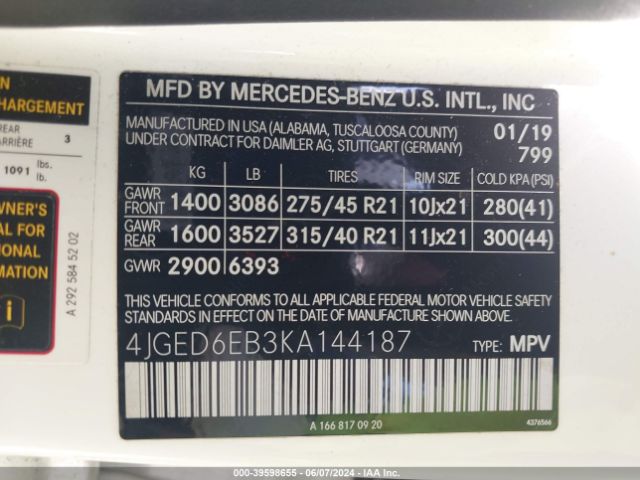 N
CHARGEMENT
REAR
ARRIÈRE 3
1091 lbs.
lb.
WNER'S
AL FOR
IONAL
RMATION
i
A 292 584 52 02
MFD BY MERCEDES-BENZ U.S. INTL., INC
MANUFACTURED IN USA (ALABAMA, TUSCALOOSA COUNTY) 01/19
UNDER CONTRACT FOR DAIMLER AG, STUTTGART (GERMANY) 799
KG LB TIRES RIM SIZE COLD KPA (PSI)
GAWR FRONT 1400 3086 275/45 R21 10Jx21 280(41)
GAWR REAR 1600 3527 315/40 R21 11Jx21 300(44)
GVWR 2900 6393
THIS VEHICLE CONFORMS TO ALL APPLICABLE FEDERAL MOTOR VEHICLE SAFETY
STANDARDS IN EFFECT ON THE DATE OF MANUFACTURE SHOWN ABOVE.
4JGED6EB3KA144187 TYPE: MPV
A 166 817 09 20 4376566
000-39598655 - 06/07/2024 - IAA Inc.